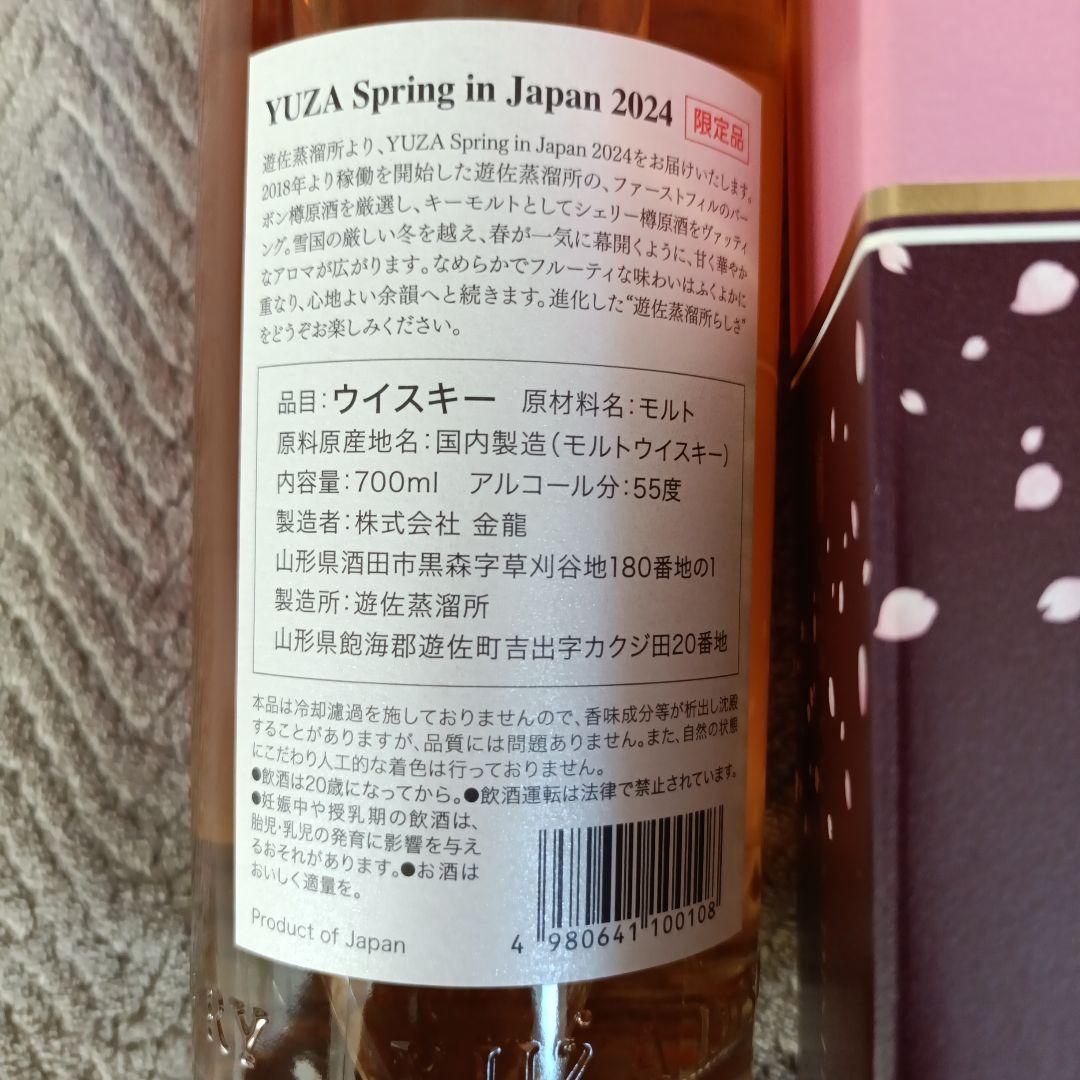 YUZA Spring in Japan 2024 限定品
遊佐蒸溜所より、YUZA Spring in Japan 2024をお届けいたします。
2018年より稼働を開始した遊佐蒸溜所の、ファーストフィルのバー
ボン樽原酒を厳選し、キーモルトとしてシェリー樽原酒をヴァッティ
ング。雪国の厳しい冬を越え、春が一気に幕開くように、甘く華やか
なアロマが広がります。なめらかでフルーティな味わいはふくよかに
重なり、心地よい余韻へと続きます。進化した“遊佐蒸溜所らしさ”
をどうぞお楽しみください。
品目：ウイスキー 原材料名：モルト
原料原産地名：国内製造（モルトウイスキー）
内容量：700ml アルコール分：55度
製造者：株式会社 金龍
山形県酒田市黒森字草刈谷地180番地の1
製造所：遊佐蒸溜所
山形県飽海郡遊佐町吉出字カクジ田20番地
本品は冷却濾過を施しておりませんので、香味成分等が析出し沈殿
することがありますが、品質には問題ありません。また、自然の状態
にこだわり人工的な着色は行っておりません。
●飲酒は20歳になってから。●飲酒運転は法律で禁止されています。
●妊娠中や授乳期の飲酒は、
胎児・乳児の発育に影響を与え
るおそれがあります。●お酒は
おいしく適量を。
4 980641 100108
Product of Japan
RY